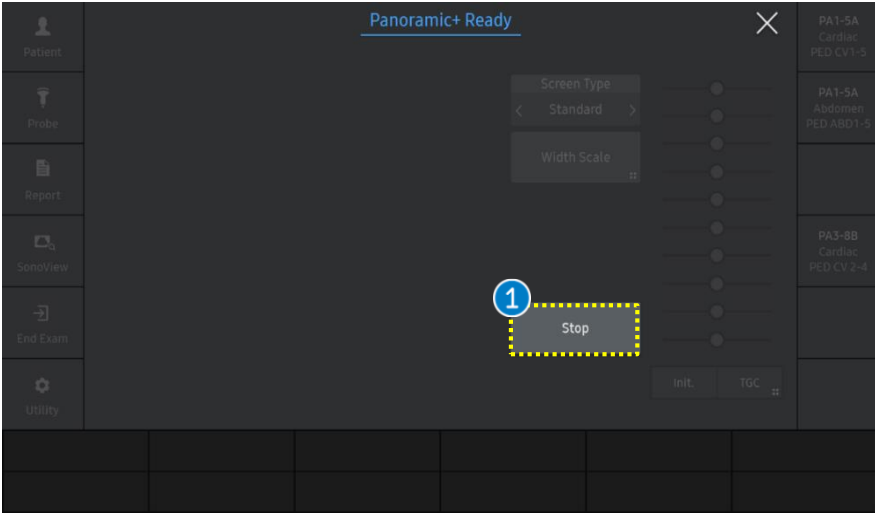 Panoramic+ Ready
Patient
Probe
Report
SonoView
End Exam
Utility
Screen Type
< Standard >
Width Scale
1
Stop
Init.
TGC
PA1-5A
Cardiac
PED CV1-5
PA1-5A
Abdomen
PED ABD1-5
PA3-8B
Cardiac
PED CV 2-4